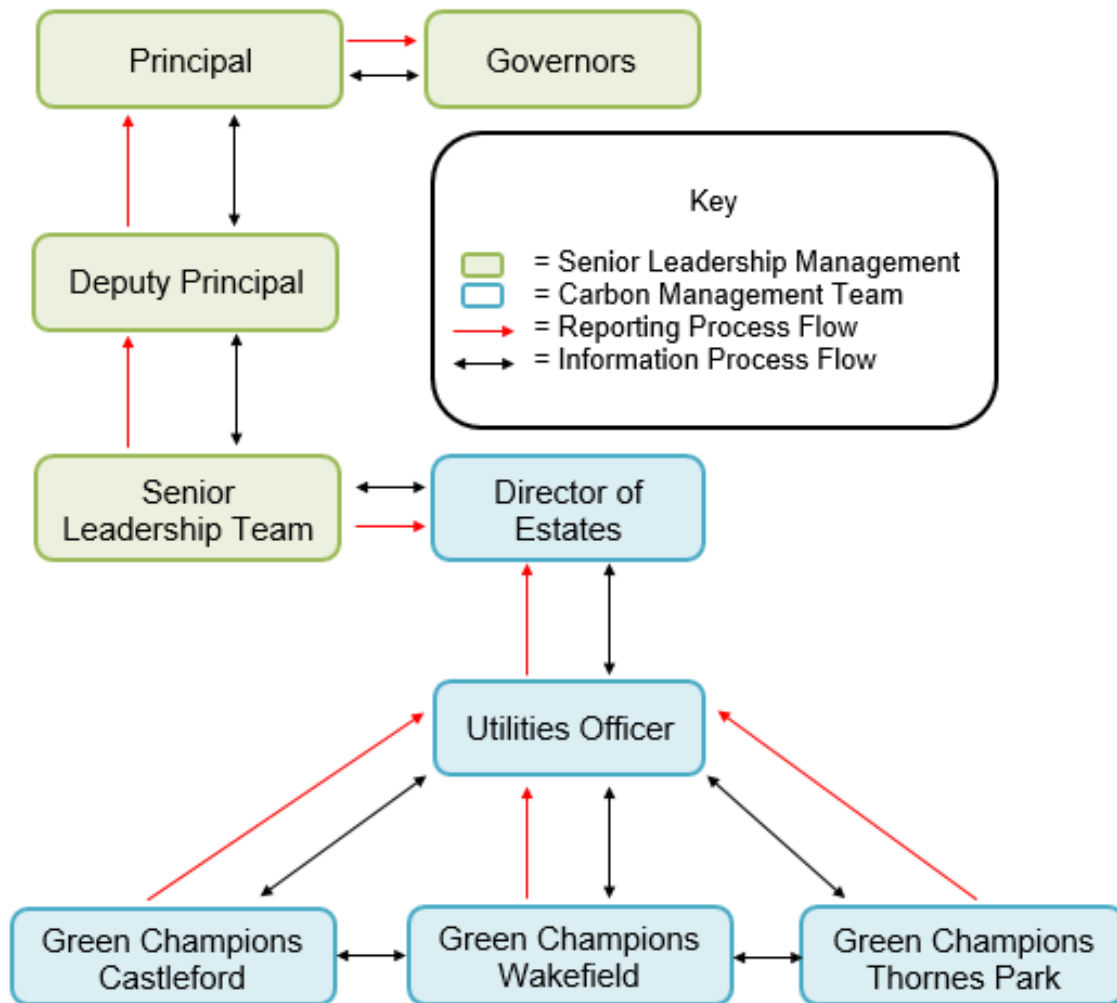 Principal
Governors
Key
= Senior Leadership Management
= Carbon Management Team
= Reporting Process Flow
= Information Process Flow
Deputy Principal
Senior
Leadership Team
Director of
Estates
Utilities Officer
Green Champions
Castleford
Green Champions
Wakefield
Green Champions
Thornes Park